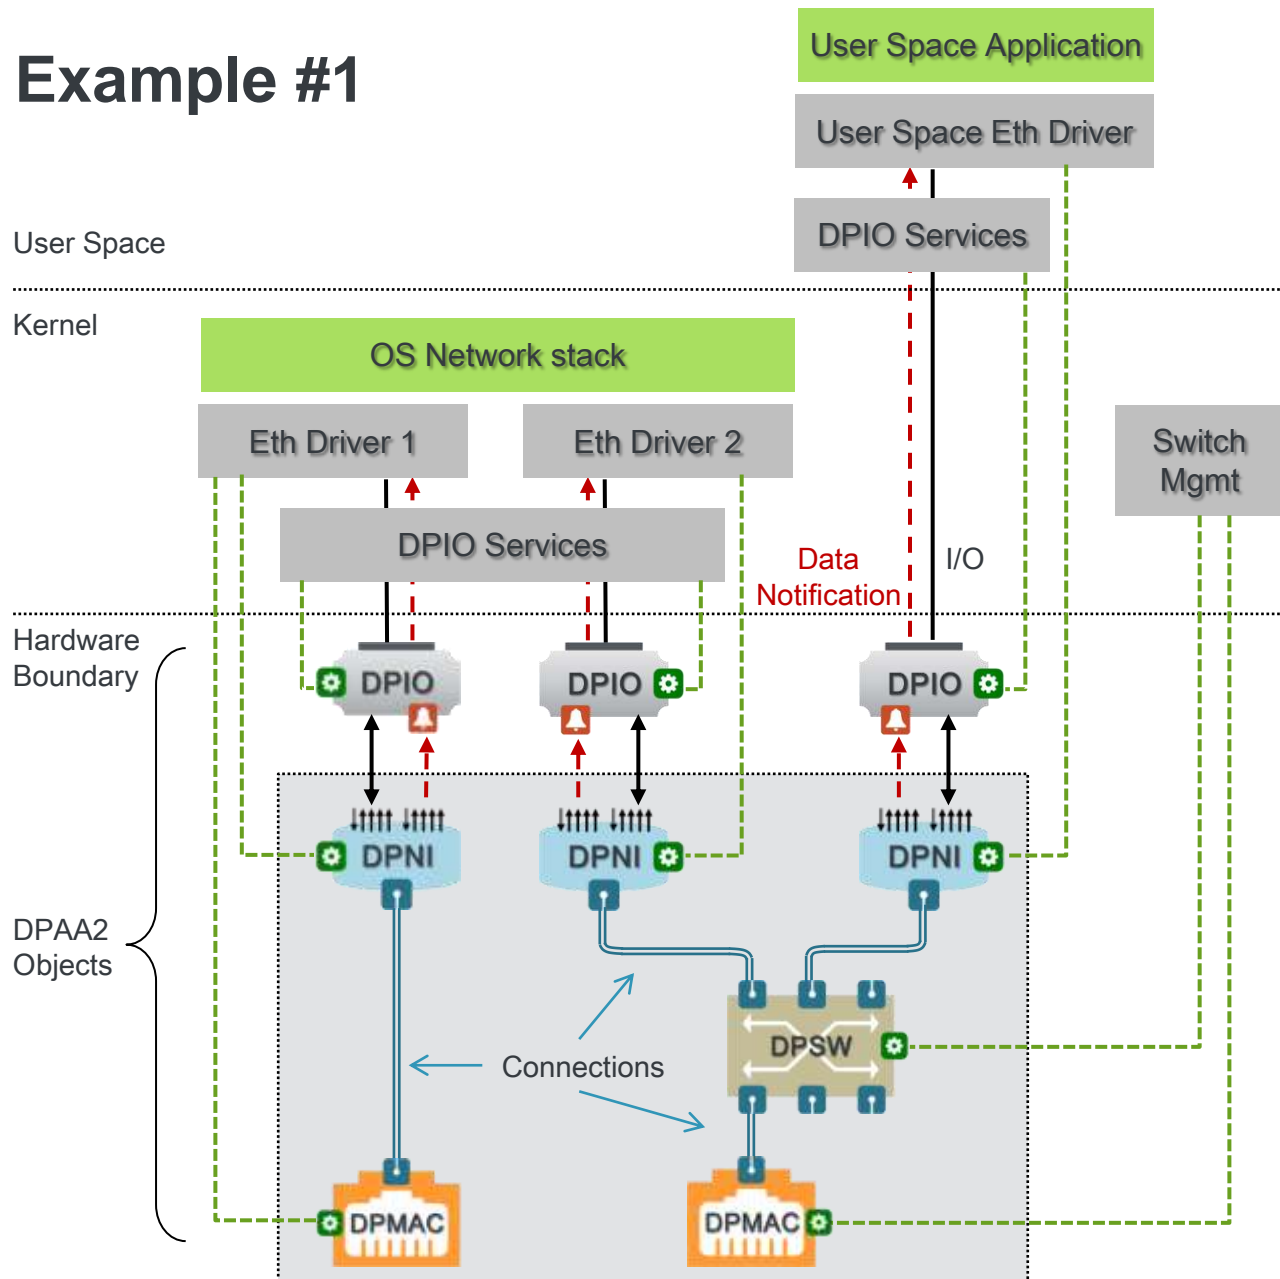 Example #1
User Space Application
User Space Eth Driver
DPIO Services
User Space
Kernel
OS Network stack
Eth Driver 1
Eth Driver 2
Switch
Mgmt
DPIO Services
Data
Notification
I/O
Hardware
Boundary
DPIO
DPIO
DPIO
DPNI
DPNI
DPNI
DPAA2
Objects
DPSW
Connections
DPMAC
DPMAC